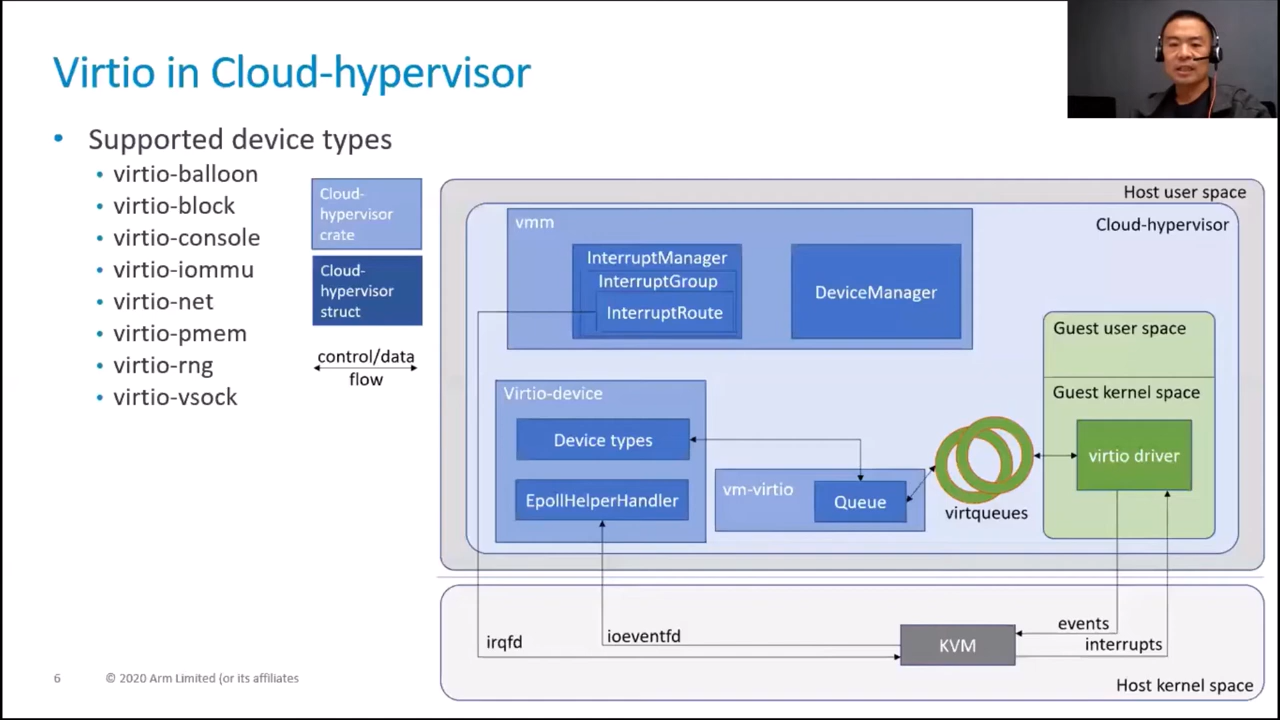 Virtio in Cloud-hypervisor
• Supported device types
• virtio-balloon
• virtio-block
• virtio-console
• virtio-iommu
• virtio-net
• virtio-pmem
• virtio-rng
• virtio-vsock
Cloud-
hypervisor
crate
Cloud-
hypervisor
struct
control/data
flow
Host user space
Cloud-hypervisor
vmm
InterruptManager
InterruptGroup
InterruptRoute
DeviceManager
Guest user space
Guest kernel space
virtio driver
Virtio-device
Device types
EpollHelperHandler
vm-virtio
Queue
virtqueues
irqfd
ioeventfd
KVM
events
interrupts
Host kernel space
6
© 2020 Arm Limited (or its affiliates